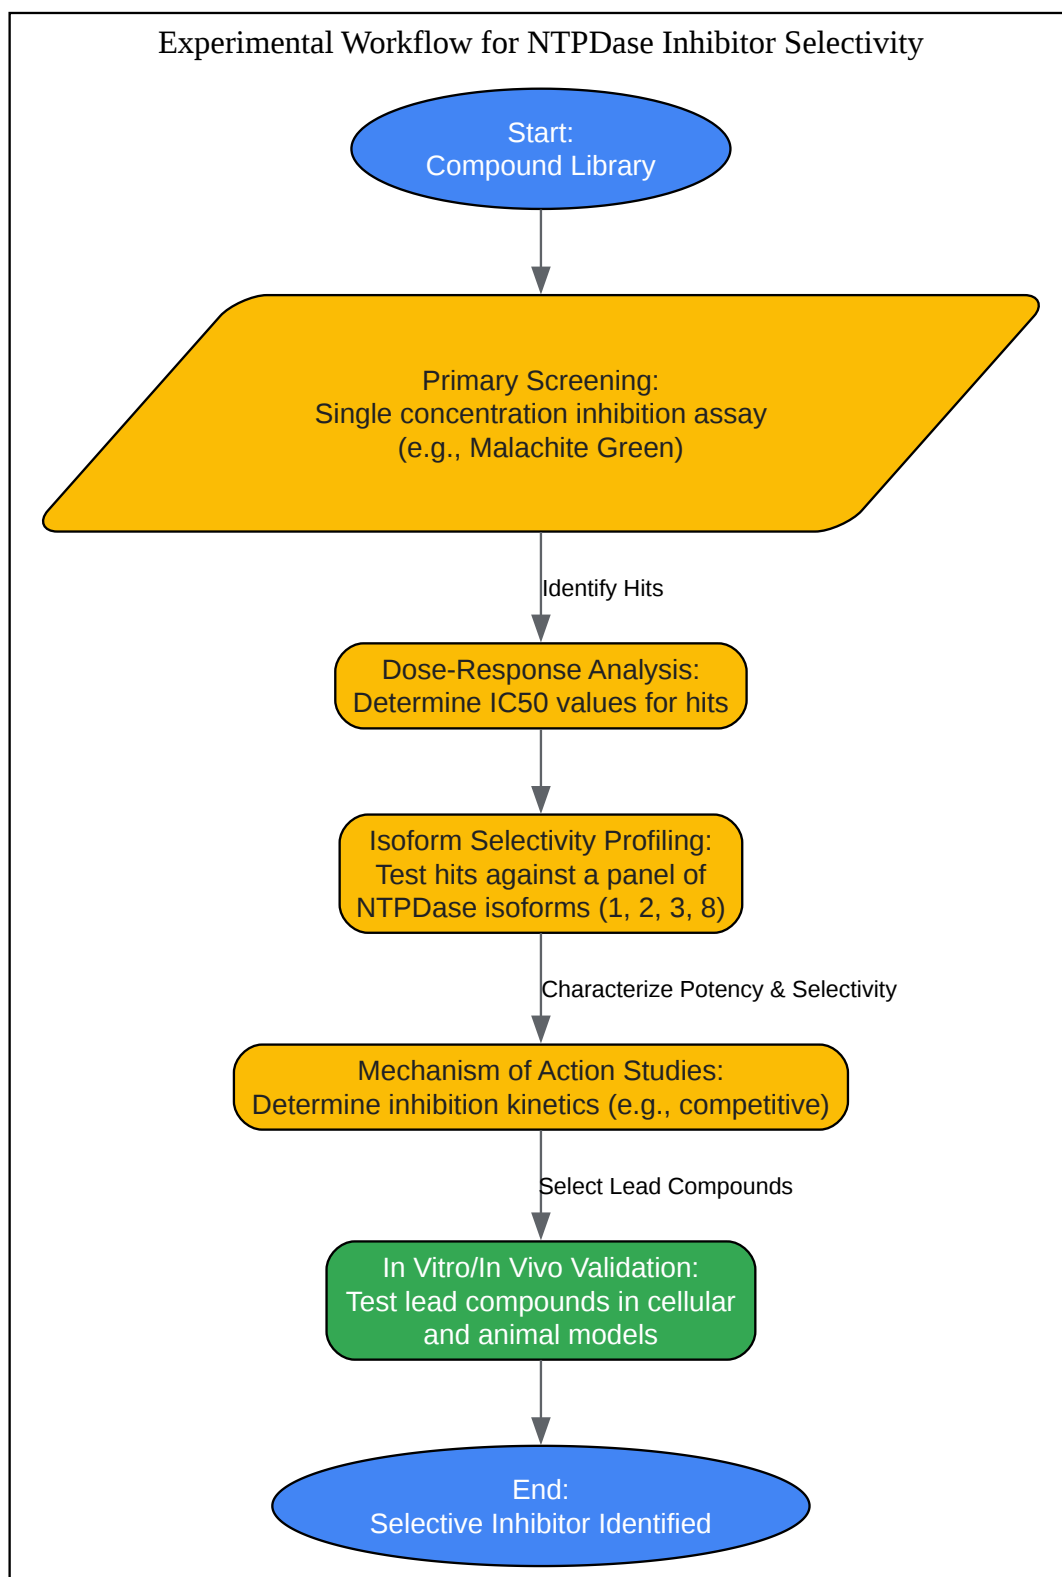 Experimental Workflow for NTPDase Inhibitor Selectivity
Start:
Compound Library
Primary Screening:
Single concentration inhibition assay
(e.g., Malachite Green)
Identify Hits
Dose-Response Analysis:
Determine IC50 values for hits
Isoform Selectivity Profiling:
Test hits against a panel of
NTPDase isoforms (1, 2, 3, 8)
Characterize Potency & Selectivity
Mechanism of Action Studies:
Determine inhibition kinetics (e.g., competitive)
Select Lead Compounds
In Vitro/In Vivo Validation:
Test lead compounds in cellular
and animal models
End:
Selective Inhibitor Identified